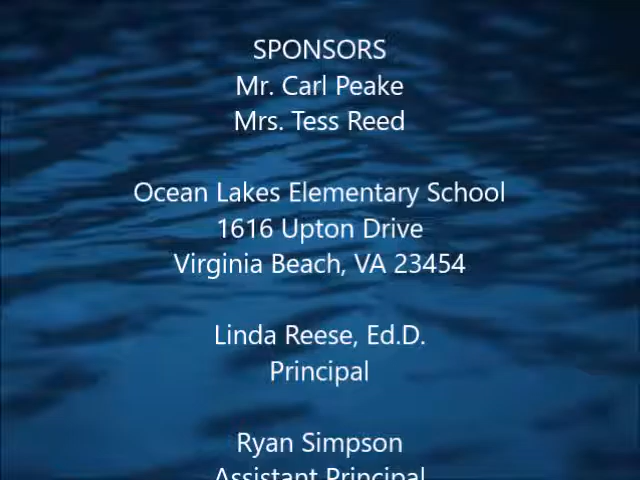 SPONSORS
Mr. Carl Peake
Mrs. Tess Reed
Ocean Lakes Elementary School
1616 Upton Drive
Virginia Beach, VA 23454
Linda Reese, Ed.D.
Principal
Ryan Simpson
Assistant Principal